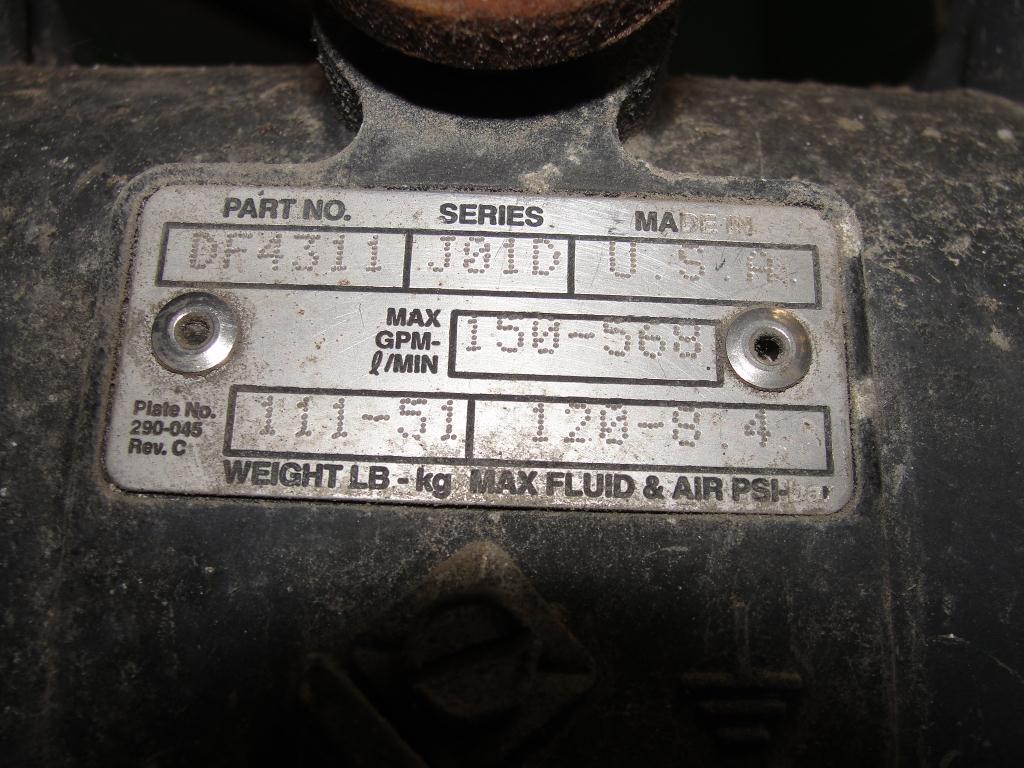 PART NO. SERIES MADE IN
DF4311 J01D U.S.A.
MAX
GPM-
ℓ/MIN
150-568
Plate No.
290-045
Rev. C
111-51 120-8 4
WEIGHT LB - kg MAX FLUID & AIR PSI-bar